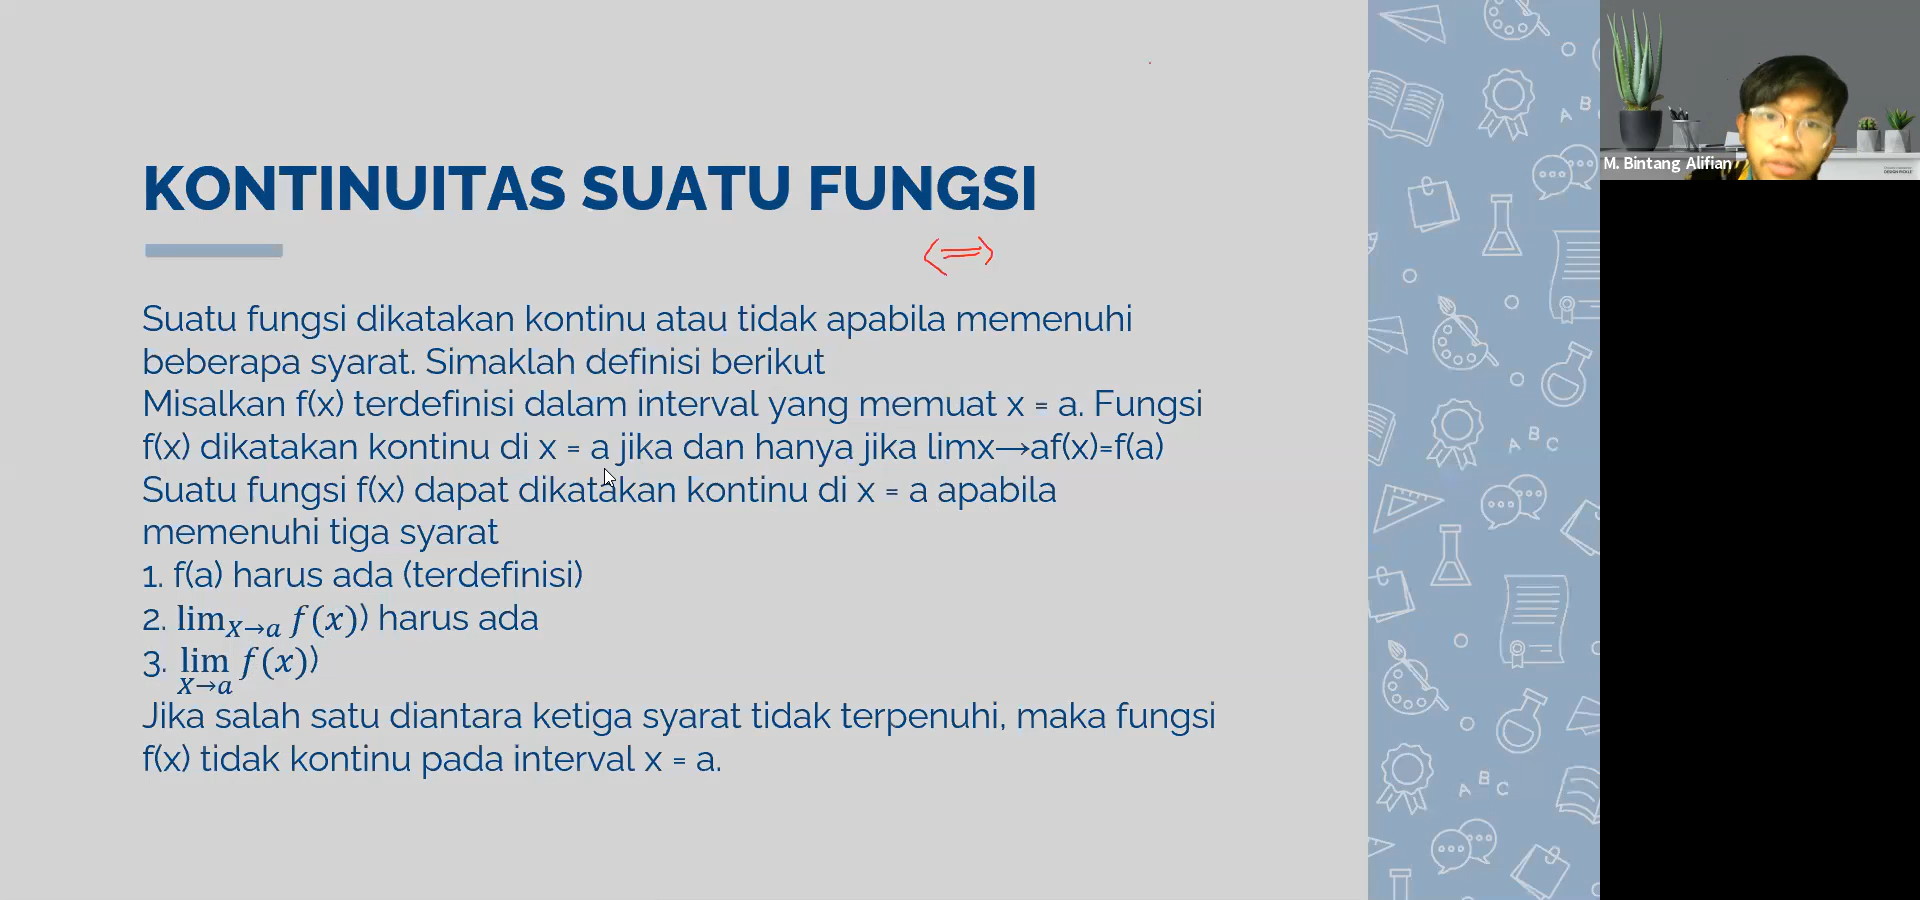 KONTINUITAS SUATU FUNGSI
⟺
Suatu fungsi dikatakan kontinu atau tidak apabila memenuhi
beberapa syarat. Simaklah definisi berikut
Misalkan f(x) terdefinisi dalam interval yang memuat x = a. Fungsi
f(x) dikatakan kontinu di x = a jika dan hanya jika limx→af(x)=f(a)
Suatu fungsi f(x) dapat dikatakan kontinu di x = a apabila
memenuhi tiga syarat
1. f(a) harus ada (terdefinisi)
2. lim_{X→a} f(x)) harus ada
3. lim_{X→a} f(x))
Jika salah satu diantara ketiga syarat tidak terpenuhi, maka fungsi
f(x) tidak kontinu pada interval x = a.
A B C
A B C
A B C
M. Bintang Alifian